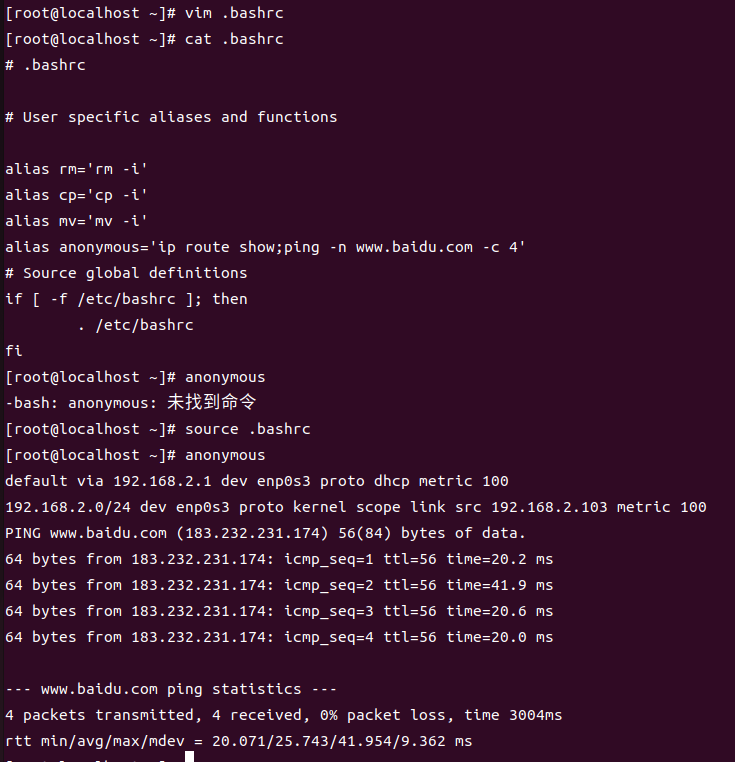 [root@localhost ~]# vim .bashrc
[root@localhost ~]# cat .bashrc
# .bashrc
# User specific aliases and functions
alias rm='rm -i'
alias cp='cp -i'
alias mv='mv -i'
alias anonymous='ip route show;ping -n www.baidu.com -c 4'
# Source global definitions
if [ -f /etc/bashrc ]; then
        . /etc/bashrc
fi
[root@localhost ~]# anonymous
-bash: anonymous: 未找到命令
[root@localhost ~]# source .bashrc
[root@localhost ~]# anonymous
default via 192.168.2.1 dev enp0s3 proto dhcp metric 100
192.168.2.0/24 dev enp0s3 proto kernel scope link src 192.168.2.103 metric 100
PING www.baidu.com (183.232.231.174) 56(84) bytes of data.
64 bytes from 183.232.231.174: icmp_seq=1 ttl=56 time=20.2 ms
64 bytes from 183.232.231.174: icmp_seq=2 ttl=56 time=41.9 ms
64 bytes from 183.232.231.174: icmp_seq=3 ttl=56 time=20.6 ms
64 bytes from 183.232.231.174: icmp_seq=4 ttl=56 time=20.0 ms
--- www.baidu.com ping statistics ---
4 packets transmitted, 4 received, 0% packet loss, time 3004ms
rtt min/avg/max/mdev = 20.071/25.743/41.954/9.362 ms